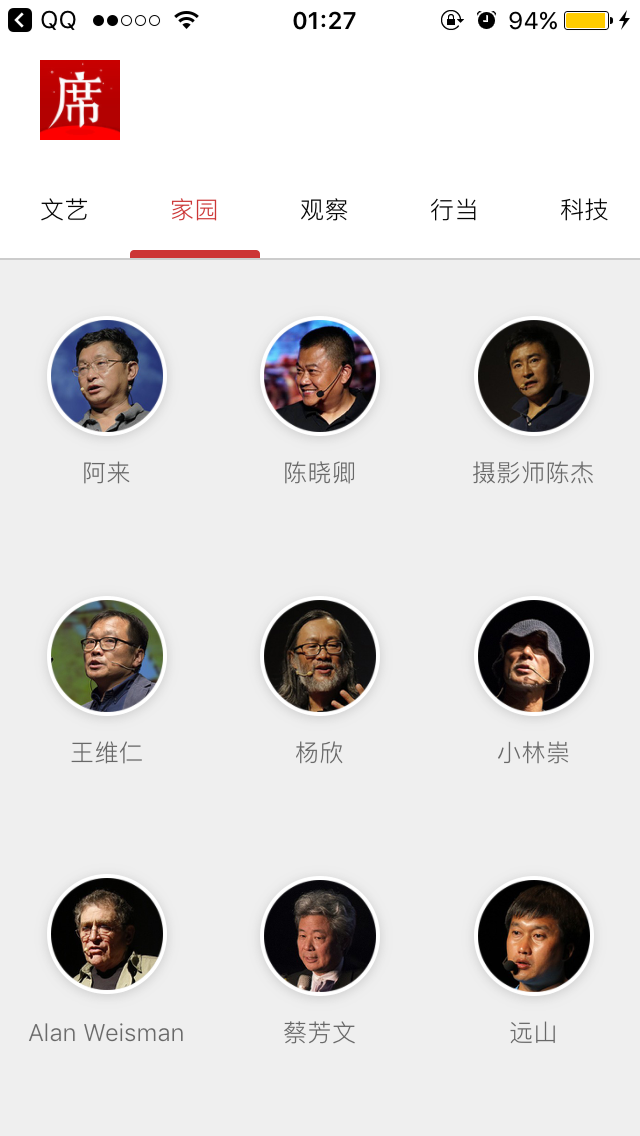 QQ 01:27 94%
席
文艺 家园 观察 行当 科技
阿来 陈晓卿 摄影师陈杰
王维仁 杨欣 小林崇
Alan Weisman 蔡芳文 远山